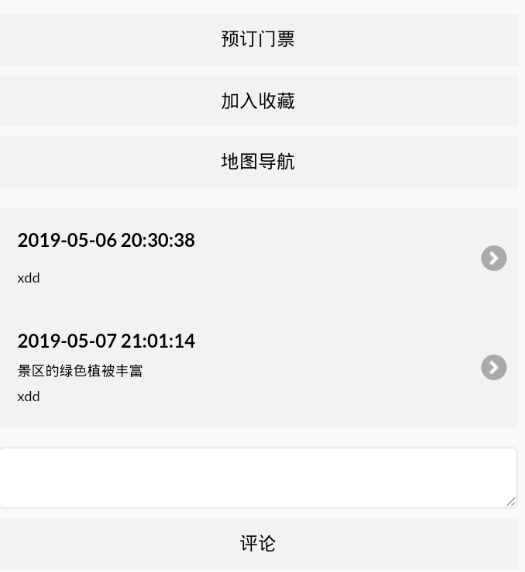 预订门票
加入收藏
地图导航
2019-05-06 20:30:38
xdd
2019-05-07 21:01:14
景区的绿色植被丰富
xdd
评论